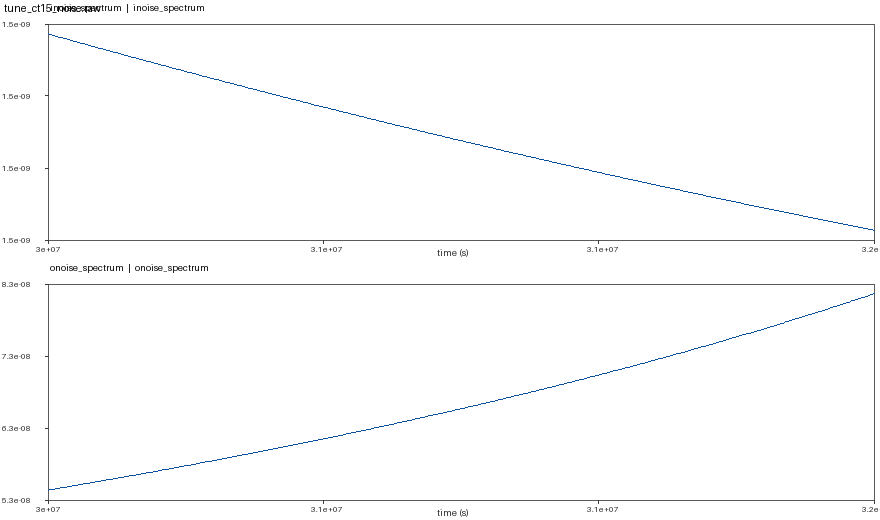 tune_ct15_noise.raw
inoise_spectrum | inoise_spectrum
1.5e-09
1.5e-09
1.5e-09
1.5e-09
3e+07
3.1e+07
3.1e+07
3.2e
time (s)
onoise_spectrum | onoise_spectrum
8.3e-08
7.3e-08
6.3e-08
5.3e-08
3e+07
3.1e+07
3.1e+07
3.2e
time (s)